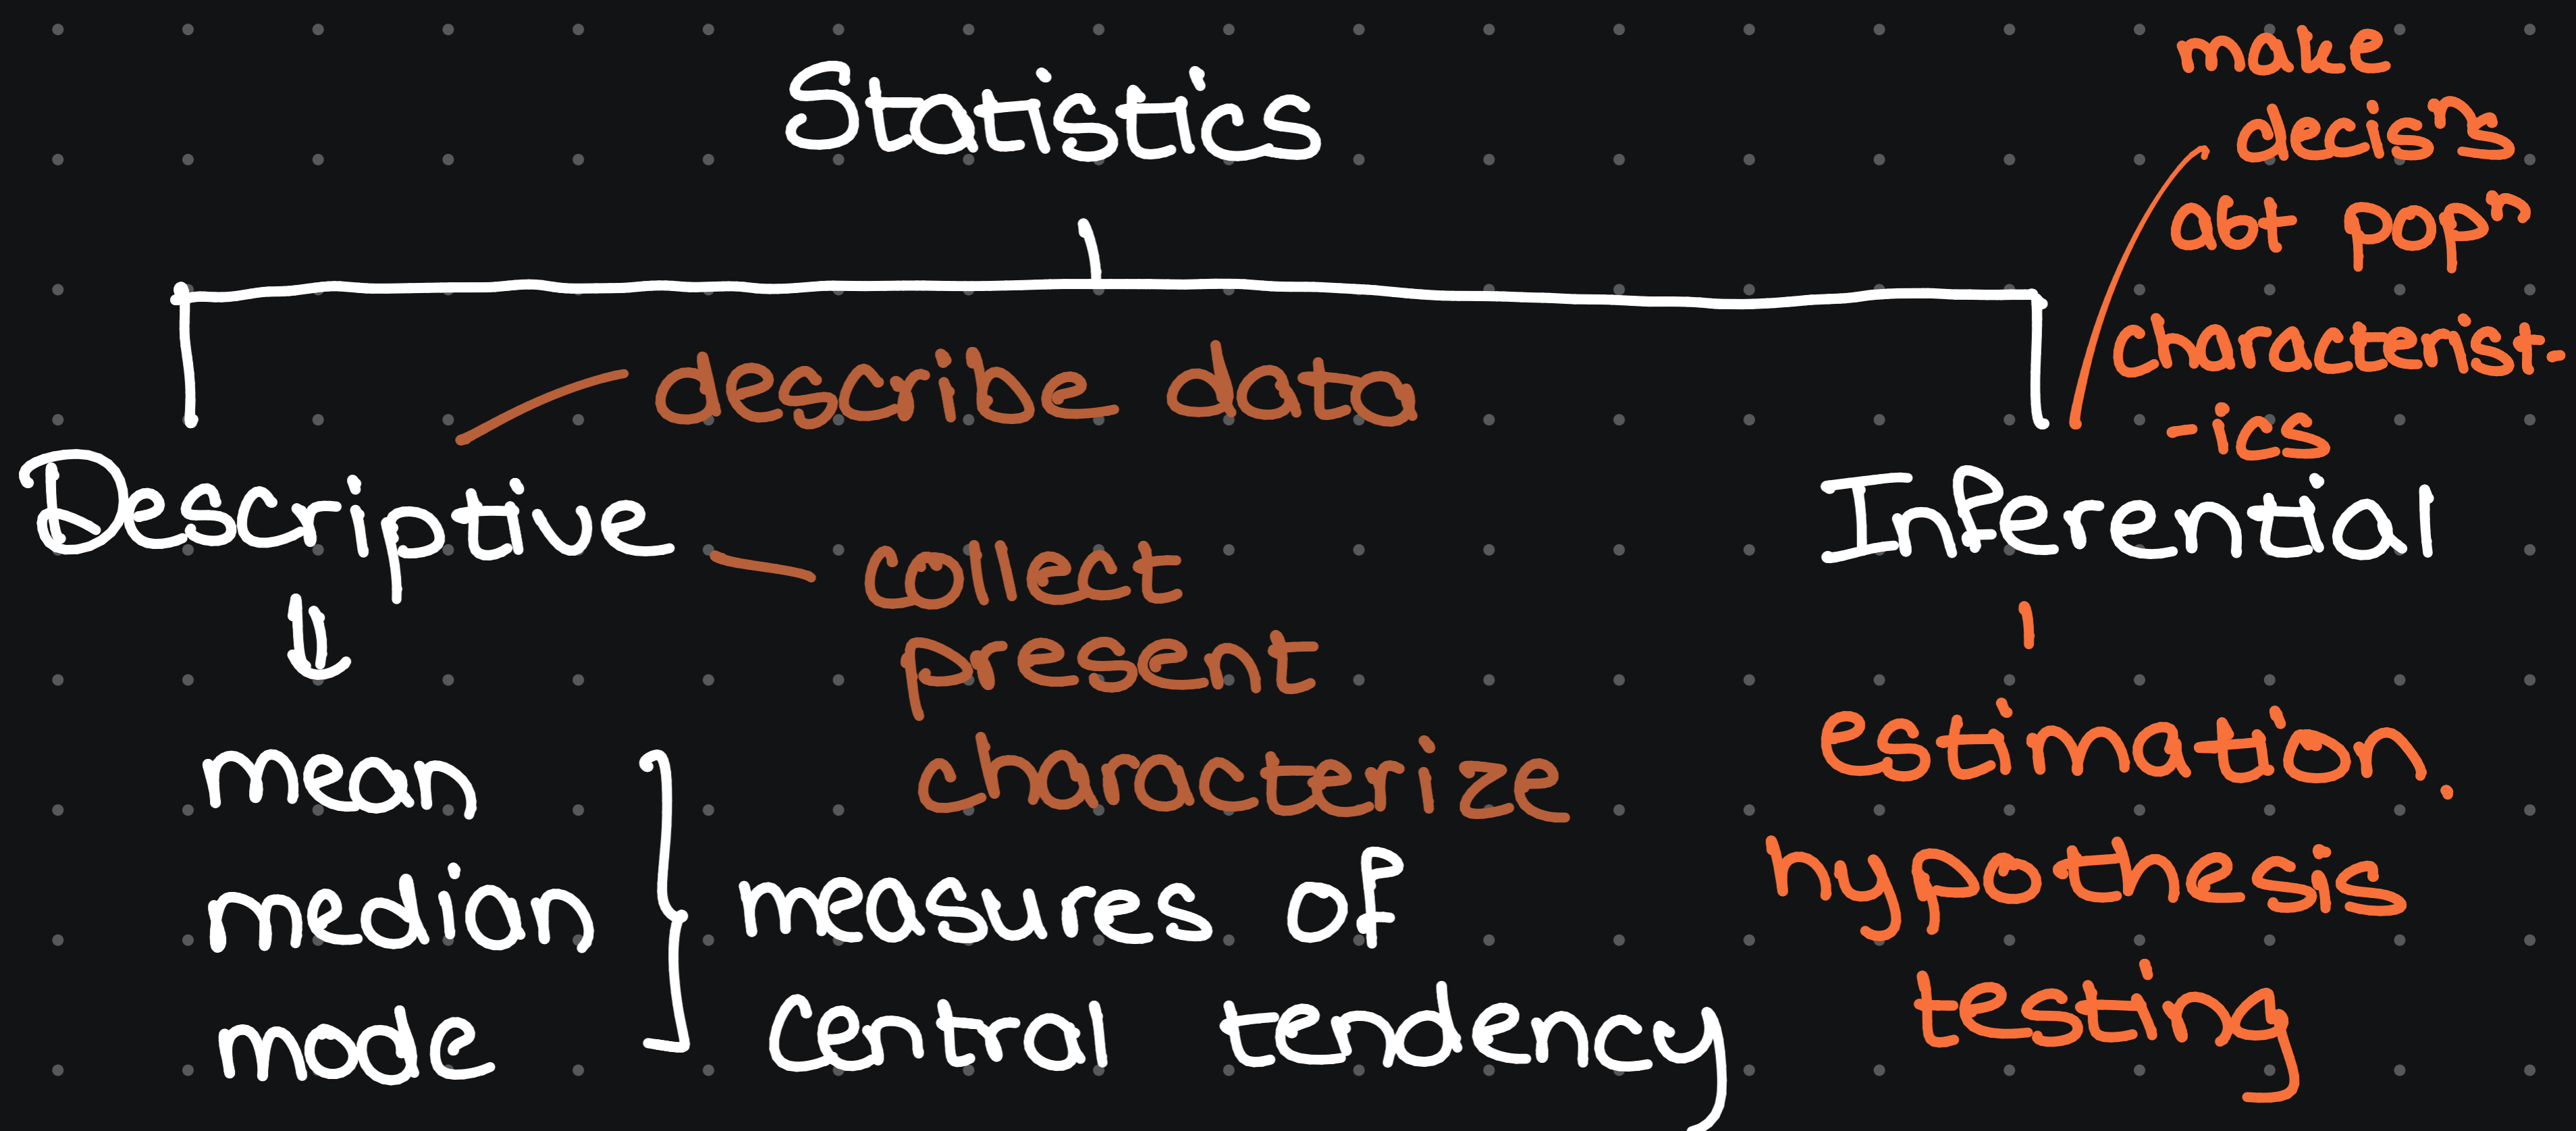 Statistics
make
decisⁿs
abt popⁿ
characterist-
-ics
describe data
Descriptive
collect
present
characterize
mean
median
mode
measures of
central tendency
Inferential
estimation.
hypothesis
testing